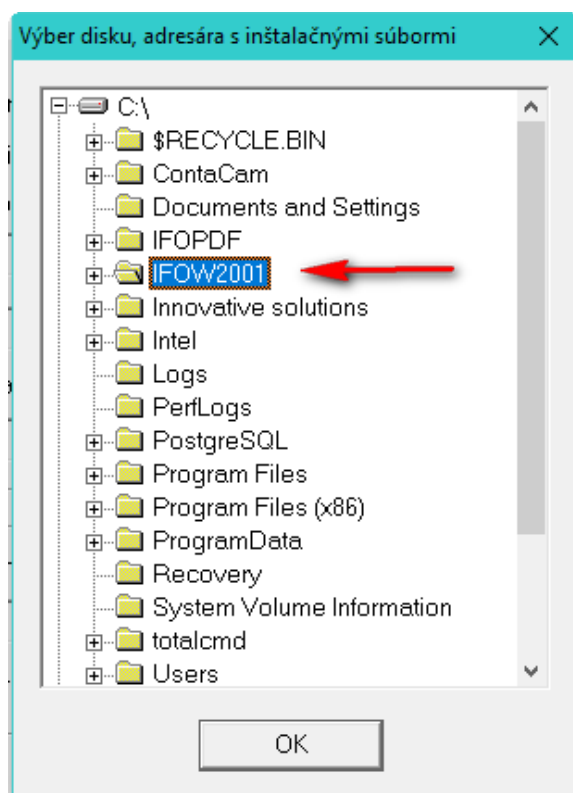 Výber disku, adresára s inštalačnými súbormi
C:\
$RECYCLE.BIN
ContaCam
Documents and Settings
IFOPDF
IFOW2001
Innovative solutions
Intel
Logs
PerfLogs
PostgreSQL
Program Files
Program Files (x86)
ProgramData
Recovery
System Volume Information
totalcmd
Users
OK